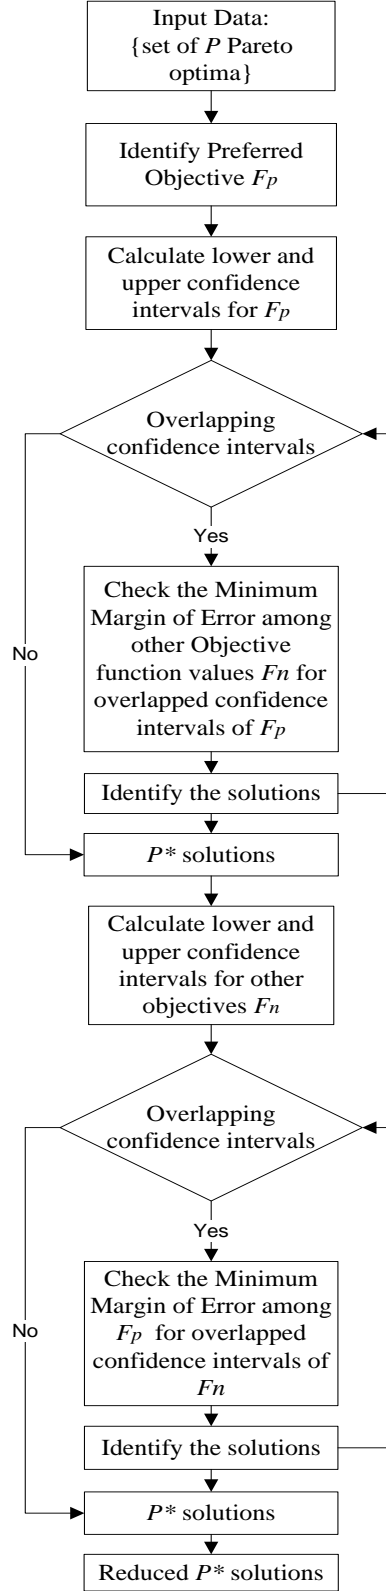 Input Data:
{set of P Pareto
optima}
Identify Preferred
Objective Fp
Calculate lower and
upper confidence
intervals for Fp
Overlapping
confidence intervals
Yes
No
Check the Minimum
Margin of Error among
other Objective
function values Fn for
overlapped confidence
intervals of Fp
Identify the solutions
P* solutions
Calculate lower and
upper confidence
intervals for other
objectives Fn
Overlapping
confidence intervals
Yes
No
Check the Minimum
Margin of Error among
Fp for overlapped
confidence intervals of
Fn
Identify the solutions
P* solutions
Reduced P* solutions